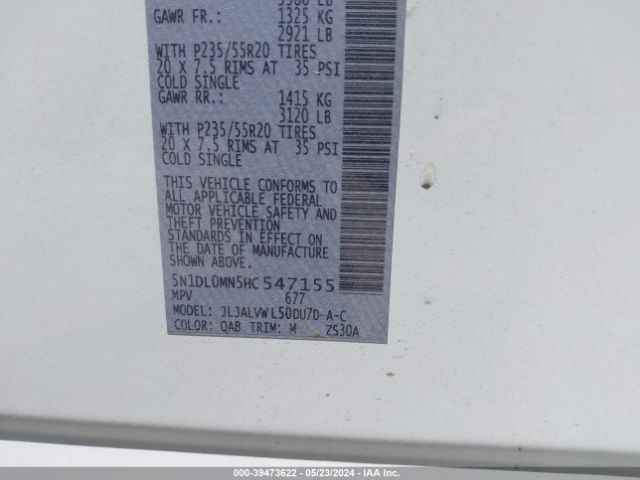 GAWR FR.: 1325 KG
2921 LB
WITH P235/55R20 TIRES
20 X 7.5 RIMS AT 35 PSI
COLD SINGLE
GAWR RR.: 1415 KG
3120 LB
WITH P235/55R20 TIRES
20 X 7.5 RIMS AT 35 PSI
COLD SINGLE
THIS VEHICLE CONFORMS TO
ALL APPLICABLE FEDERAL
MOTOR VEHICLE SAFETY AND
THEFT PREVENTION
STANDARDS IN EFFECT ON
THE DATE OF MANUFACTURE
SHOWN ABOVE.
5N1DL0MN5HC547155
MPV 677
MODEL: JLJALVWL50DU7D-A-C
COLOR: QAB TRIM: M ZS30A
000-39473622 - 05/23/2024 - IAA Inc.